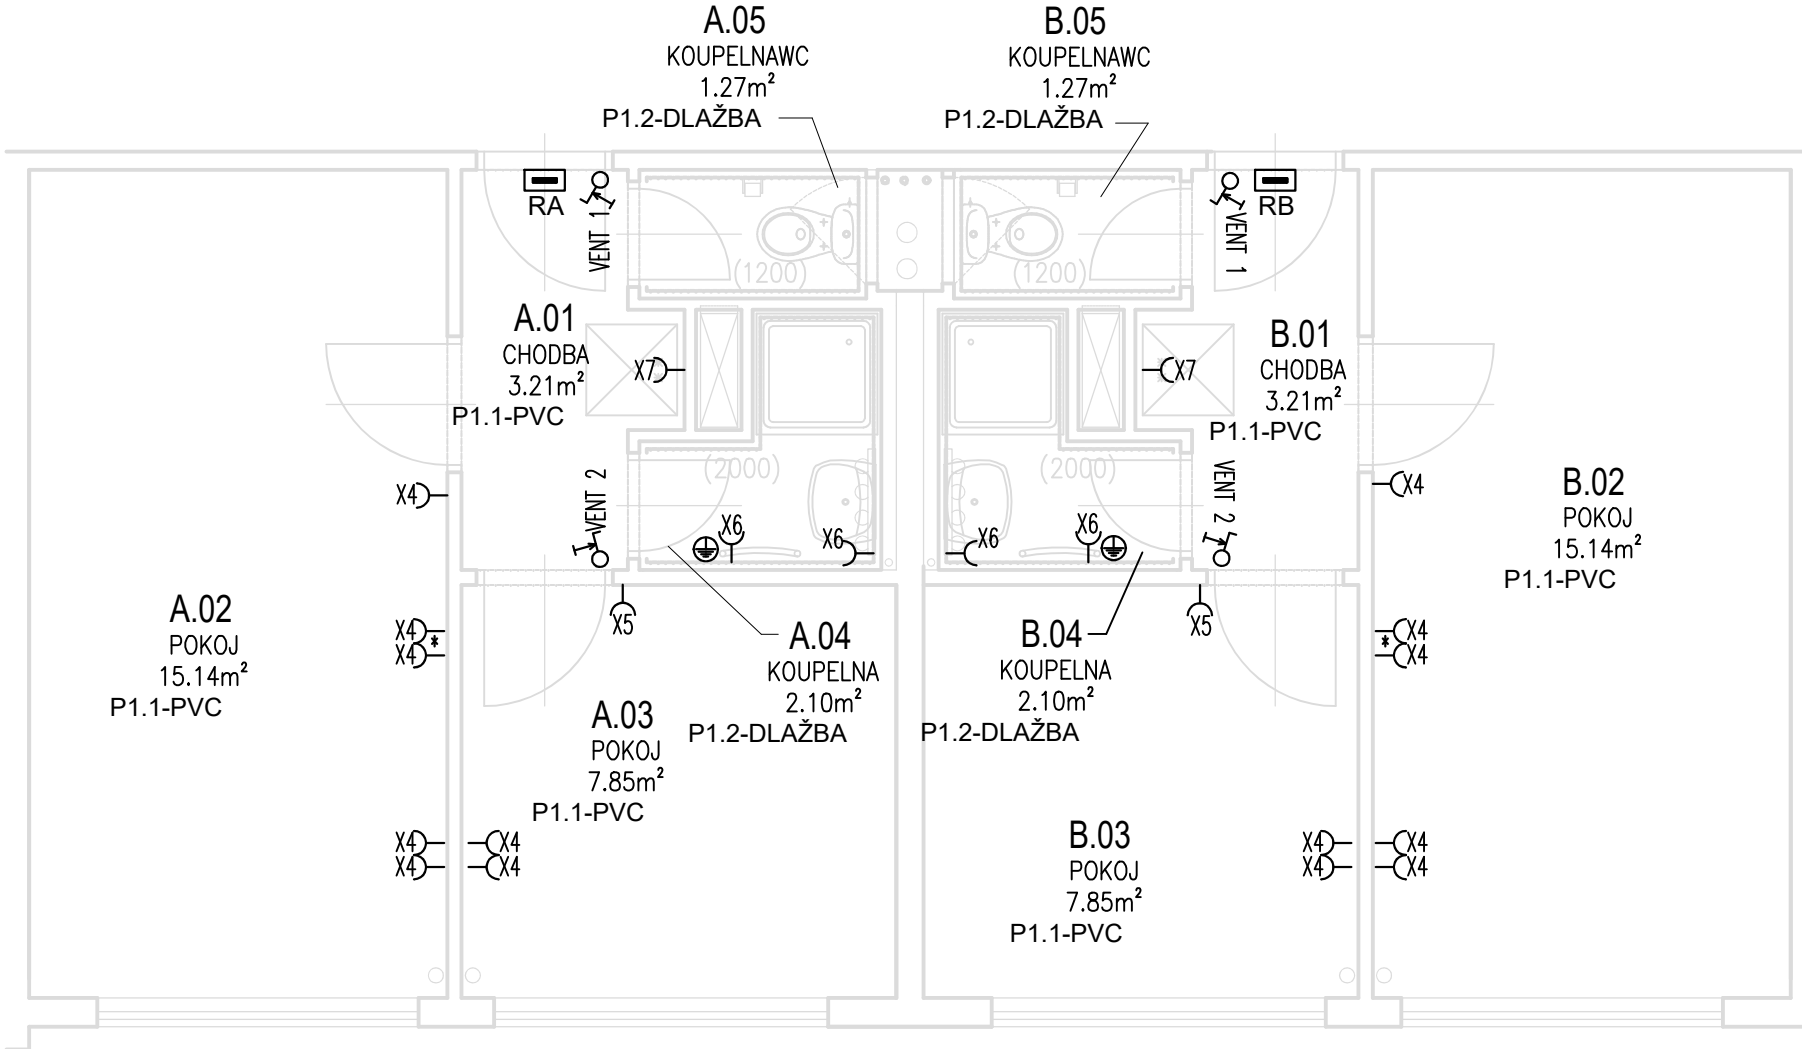 A.05
KOUPELNAWC
1.27m²
P1.2-DLAŽBA
B.05
KOUPELNAWC
1.27m²
P1.2-DLAŽBA
RA
VENT 1
(1200)
(1200)
VENT 1
RB
A.01
CHODBA
3.21m²
P1.1-PVC
X7
X7
B.01
CHODBA
3.21m²
P1.1-PVC
(2000)
(2000)
X4
VENT 2
X6
X6
X6
X6
VENT 2
X4
B.02
POKOJ
15.14m²
P1.1-PVC
A.02
POKOJ
15.14m²
P1.1-PVC
X4
*
X4
X5
A.04
KOUPELNA
2.10m²
P1.2-DLAŽBA
B.04
KOUPELNA
2.10m²
P1.2-DLAŽBA
X5
X4
*
X4
A.03
POKOJ
7.85m²
P1.1-PVC
X4
X4
X4
X4
B.03
POKOJ
7.85m²
P1.1-PVC
X4
X4
X4
X4